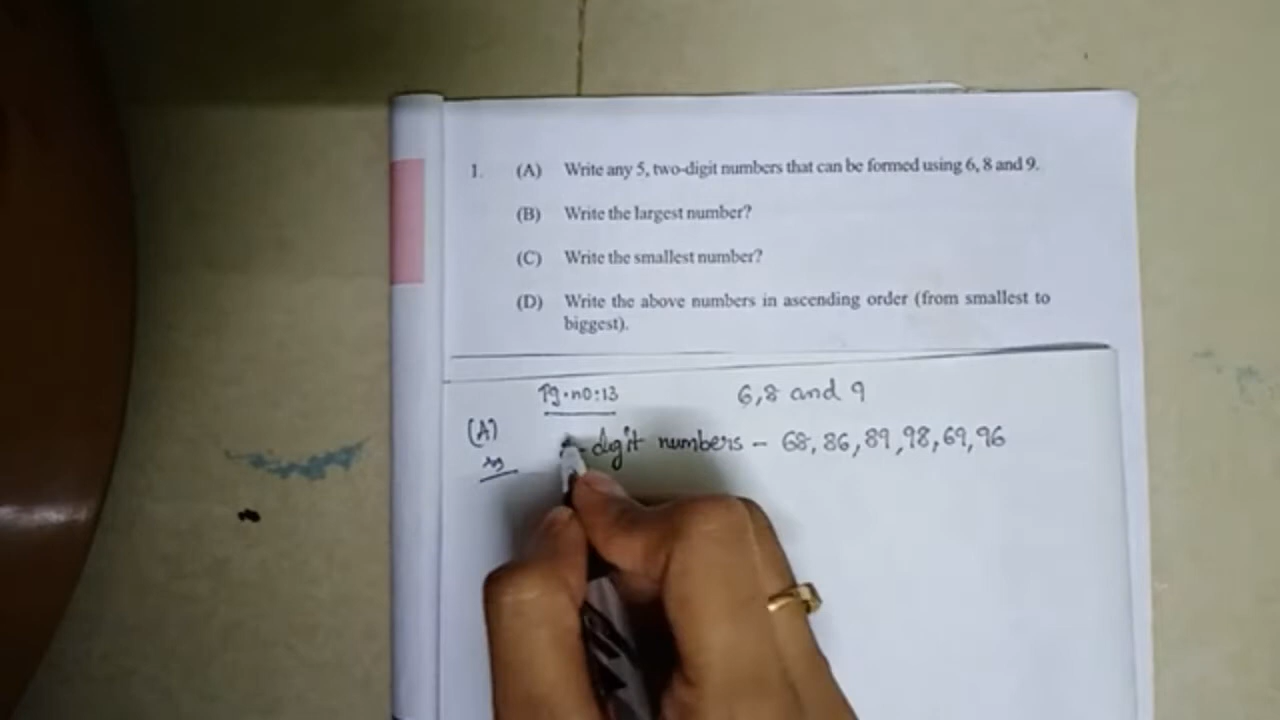 1. (A) Write any 5, two-digit numbers that can be formed using 6, 8 and 9.
(B) Write the largest number?
(C) Write the smallest number?
(D) Write the above numbers in ascending order (from smallest to
biggest).
Pg.no:13 6,8 and 9
(A) digit numbers - 68, 86, 89, 98, 69, 96